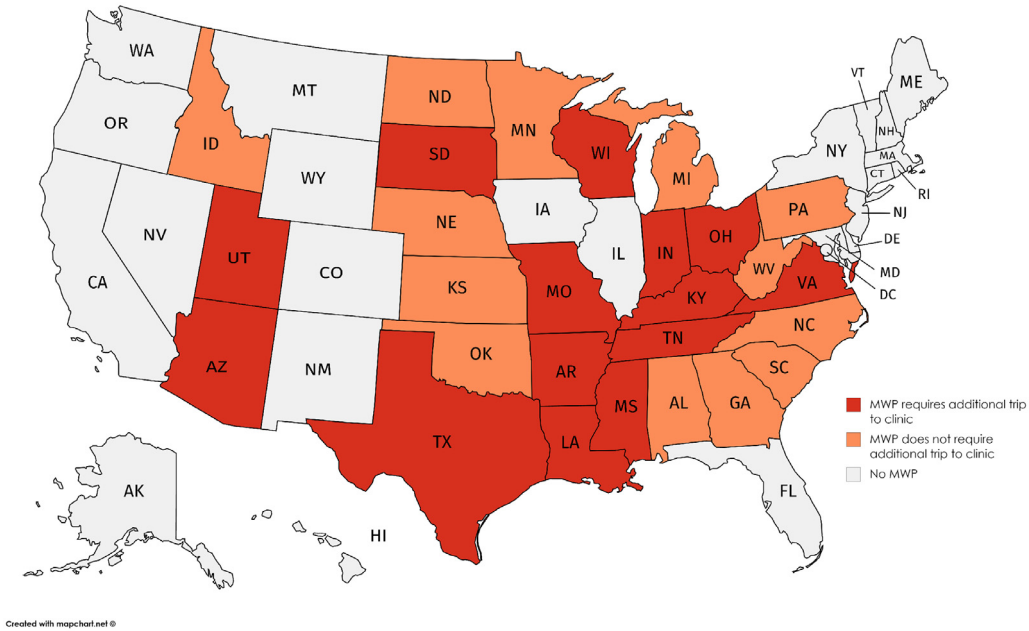 WA
MT
ND
MN
VT
ME
OR
ID
SD
WI
NH
NY
MA
CT
WY
MI
RI
NE
IA
PA
NJ
NV
UT
CO
IL
IN
OH
DE
CA
KS
MO
WV
VA
MD
KY
DC
AZ
NM
OK
AR
TN
NC
SC
MS
AL
GA
TX
LA
FL
MWP requires additional trip
to clinic
MWP does not require
additional trip to clinic
No MWP
AK
HI
Created with mapchart.net ©